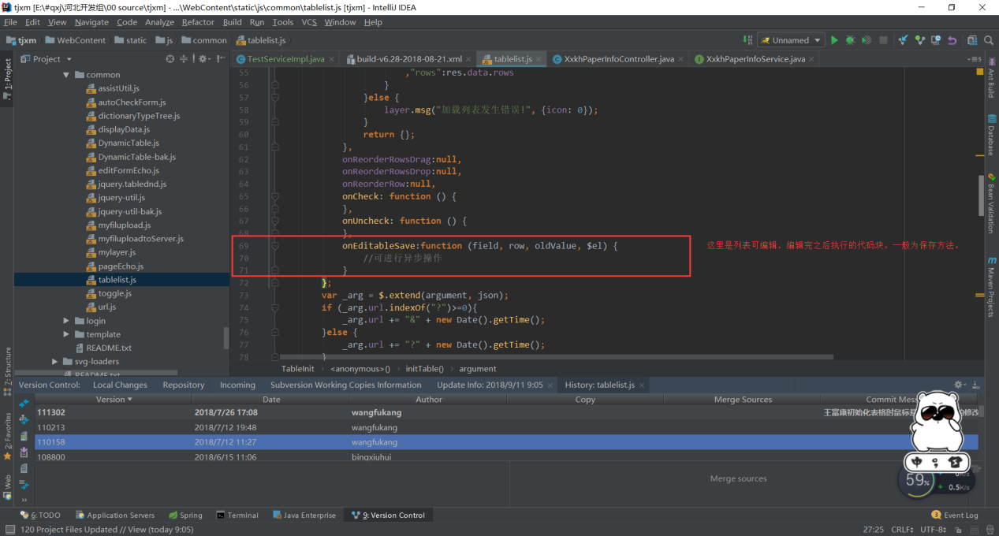 tjxm [E:\#qxj\河北开发组\00 source\tjxm] - ...\WebContent\static\js\common\tablelist.js [tjxm] - IntelliJ IDEA
File Edit View Navigate Code Analyze Refactor Build Run Tools VCS Window Help
tjxm WebContent static js common tablelist.js
Unnamed
Project
TestServiceImpl.java build-v6.28-2018-08-21.xml tablelist.js XxkhPaperInfoController.java XxkhPaperInfoService.java
1: Project
common
assistUtil.js
autoCheckForm.js
dictionaryTypeTree.js
displayData.js
DynamicTable.js
DynamicTable-bak.js
editFormEcho.js
jquery.tablednd.js
jquery-util.js
jquery-util-bak.js
myfilupload.js
myfiluploadtoServer.js
mylayer.js
pageEcho.js
tablelist.js
toggle.js
url.js
login
template
README.txt
svg-loaders
README.txt
55 ,"rows":res.data.rows
56 }
57 }else {
58 layer.msg("加载列表发生错误!", {icon: 0});
59 }
60 return {};
61 },
62 onReorderRowsDrag:null,
63 onReorderRowsDrop:null,
64 onReorderRow:null,
65 onCheck: function () {
66 },
67 onUncheck: function () {
68 },
69 onEditableSave:function (field, row, oldValue, $el) {
70 //可进行异步操作
71 }
72 };
73 var _arg = $.extend(argument, json);
74 if (_arg.url.indexOf("?")>=0){
75 _arg.url += "&" + new Date().getTime();
76 }else {
77 _arg.url += "?" + new Date().getTime();
78 }
这里是列表可编辑，编辑完之后执行的代码块。一般为保存方法。
TableInit <anonymous>() initTable() argument
Ant Build
Database
Bean Validation
Maven Projects
Z: Structure
2: Favorites
Web
Version Control: Local Changes Repository Incoming Subversion Working Copies Information Update Info: 2018/9/11 9:05 History: tablelist.js
Version Date Author Copy Merge Sources Commit Mess
111302 2018/7/26 17:08 wangfukang 王富康初始化表格时鼠标是 的修改
110213 2018/7/12 19:48 wangfukang
110158 2018/7/12 11:27 wangfukang
108800 2018/6/15 11:06 bingxiuhui
Merge sources
中
59%
0.5K/s
6: TODO Application Servers Spring Terminal Java Enterprise 9: Version Control 3 Event Log
120 Project Files Updated // View (today 9:05) 27:25 CRLF UTF-8